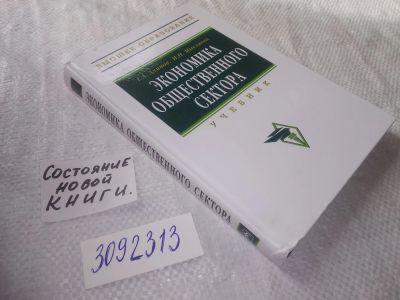 ВЫСШЕЕ ОБРАЗОВАНИЕ
ЭКОНОМИКА
ОБЩЕСТВЕННОГО
СЕКТОРА
УЧЕБНИК
ЭКОНОМИКА ОБЩЕСТВЕННОГО СЕКТОРА
Состояние
новой
КНИГИ.
3092313